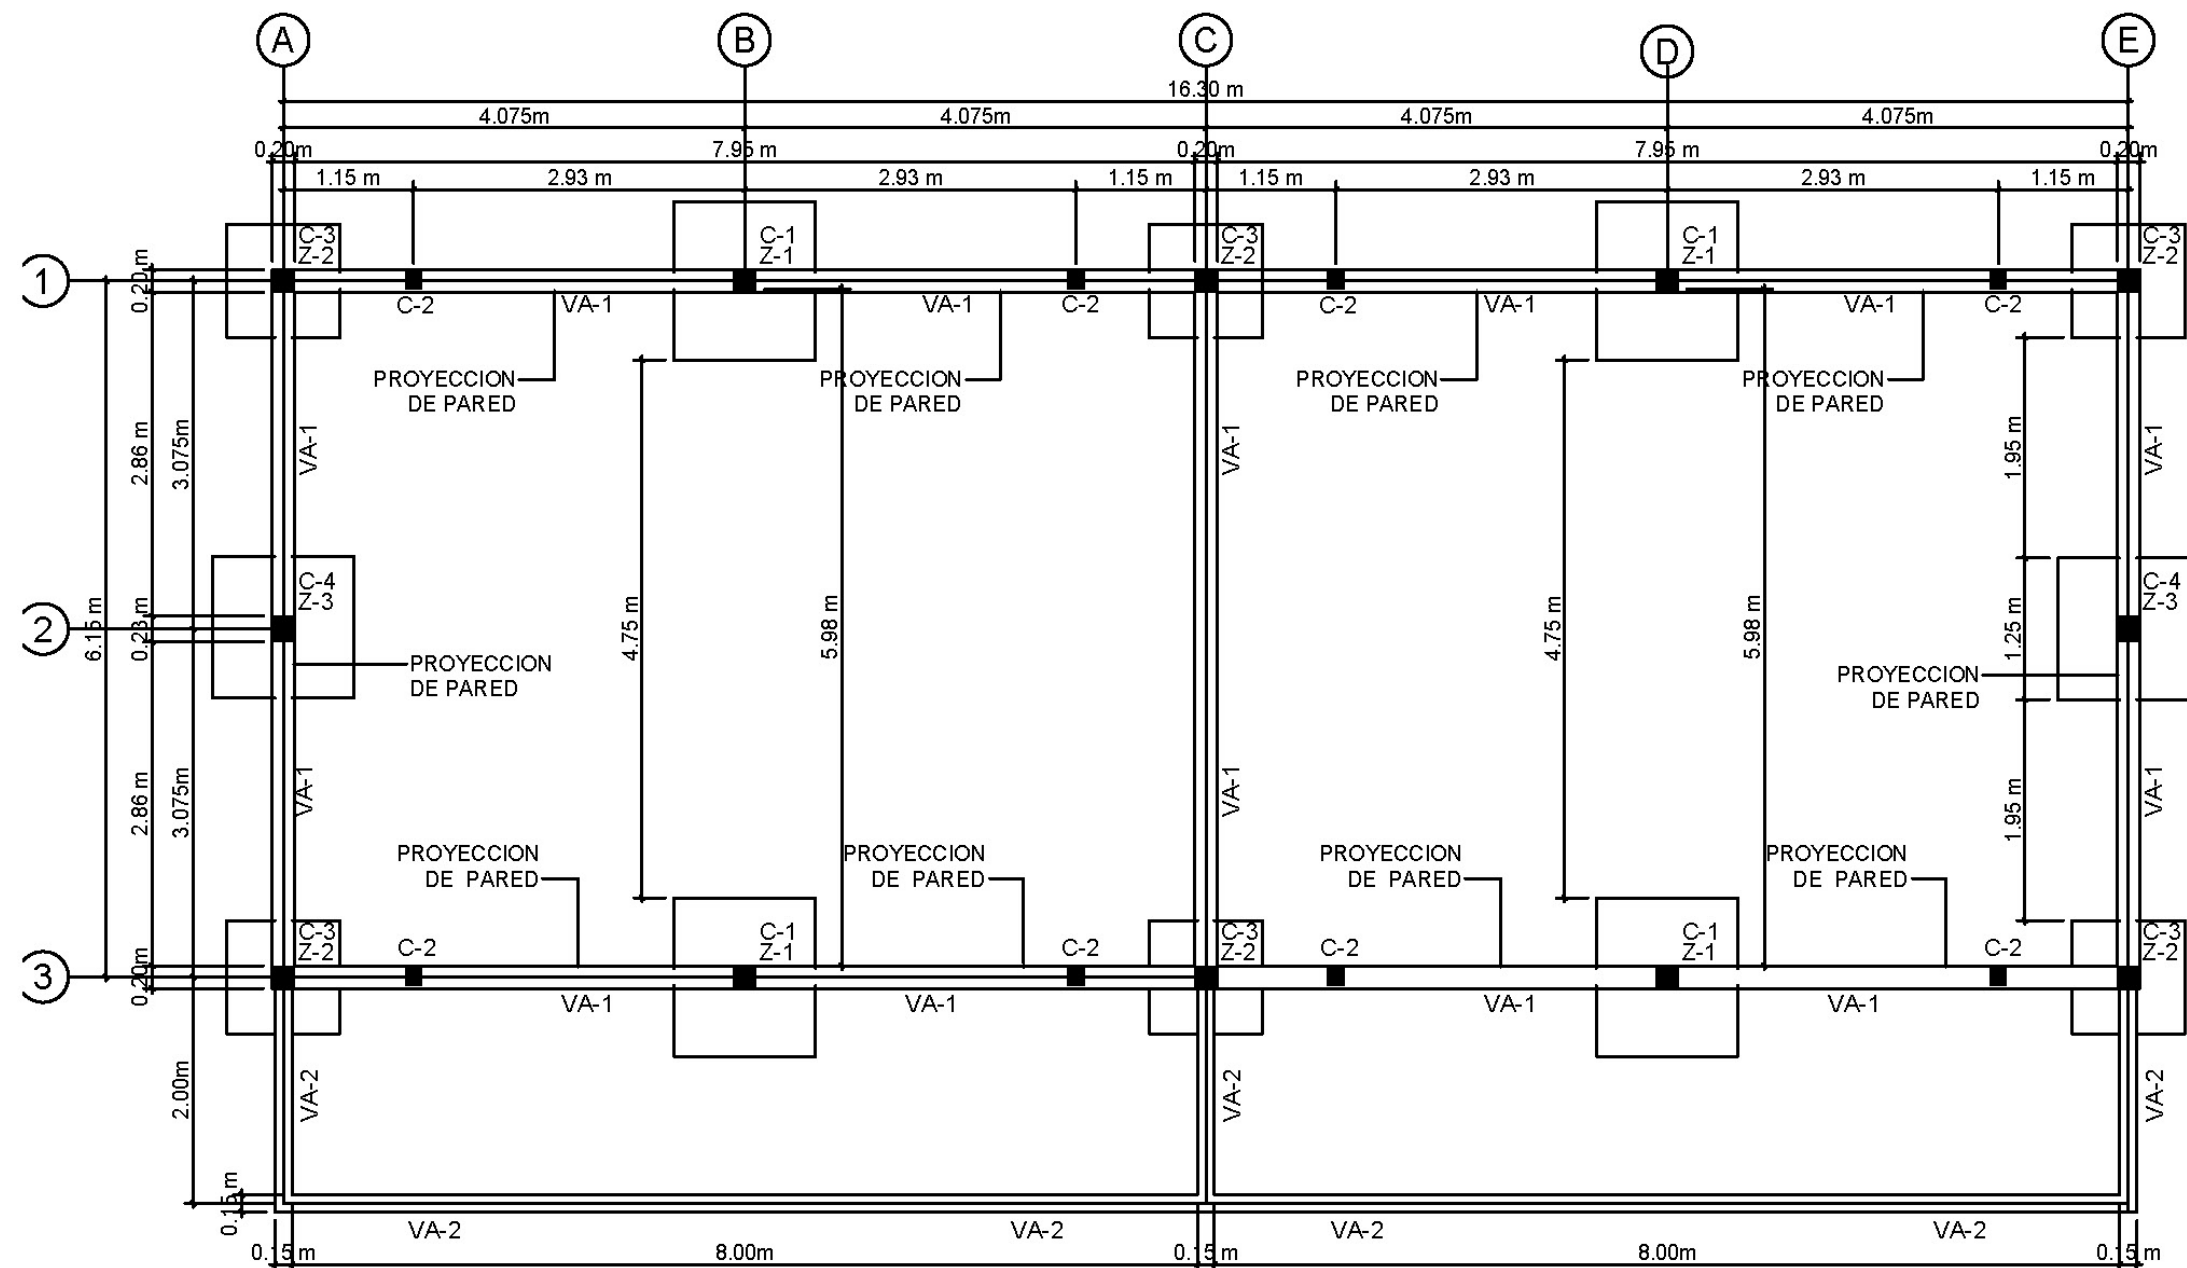 A B C D E
16.30 m
4.075m 4.075m 4.075m 4.075m
0.20m 7.95 m 0.20m 7.95 m 0.20m
1.15 m 2.93 m 2.93 m 1.15 m 1.15 m 2.93 m 2.93 m 1.15 m
C-3 C-1 C-3 C-1 C-3
Z-2 Z-1 Z-2 Z-1 Z-2
1
0.20m
C-2 VA-1 VA-1 C-2 C-2 VA-1 VA-1 C-2
PROYECCION PROYECCION PROYECCION PROYECCION
DE PARED DE PARED DE PARED DE PARED
2.86 m 3.075m VA-1 VA-1 1.95 m VA-1
C-4 C-4
Z-3 Z-3
2
6.15 m 0.23m 4.75 m 5.98 m 4.75 m 5.98 m 1.25 m
PROYECCION PROYECCION
DE PARED DE PARED
2.86 m 3.075m VA-1 VA-1 1.95 m VA-1
PROYECCION PROYECCION PROYECCION PROYECCION
DE PARED DE PARED DE PARED DE PARED
C-3 C-2 C-1 C-2 C-3 C-2 C-1 C-2 C-3
Z-2 Z-1 Z-2 Z-1 Z-2
3
0.20m
VA-1 VA-1 VA-1 VA-1
2.00m VA-2 VA-2 VA-2
0.15 m
VA-2 VA-2 VA-2 VA-2
0.15 m 8.00m 0.15 m 8.00m 0.15 m